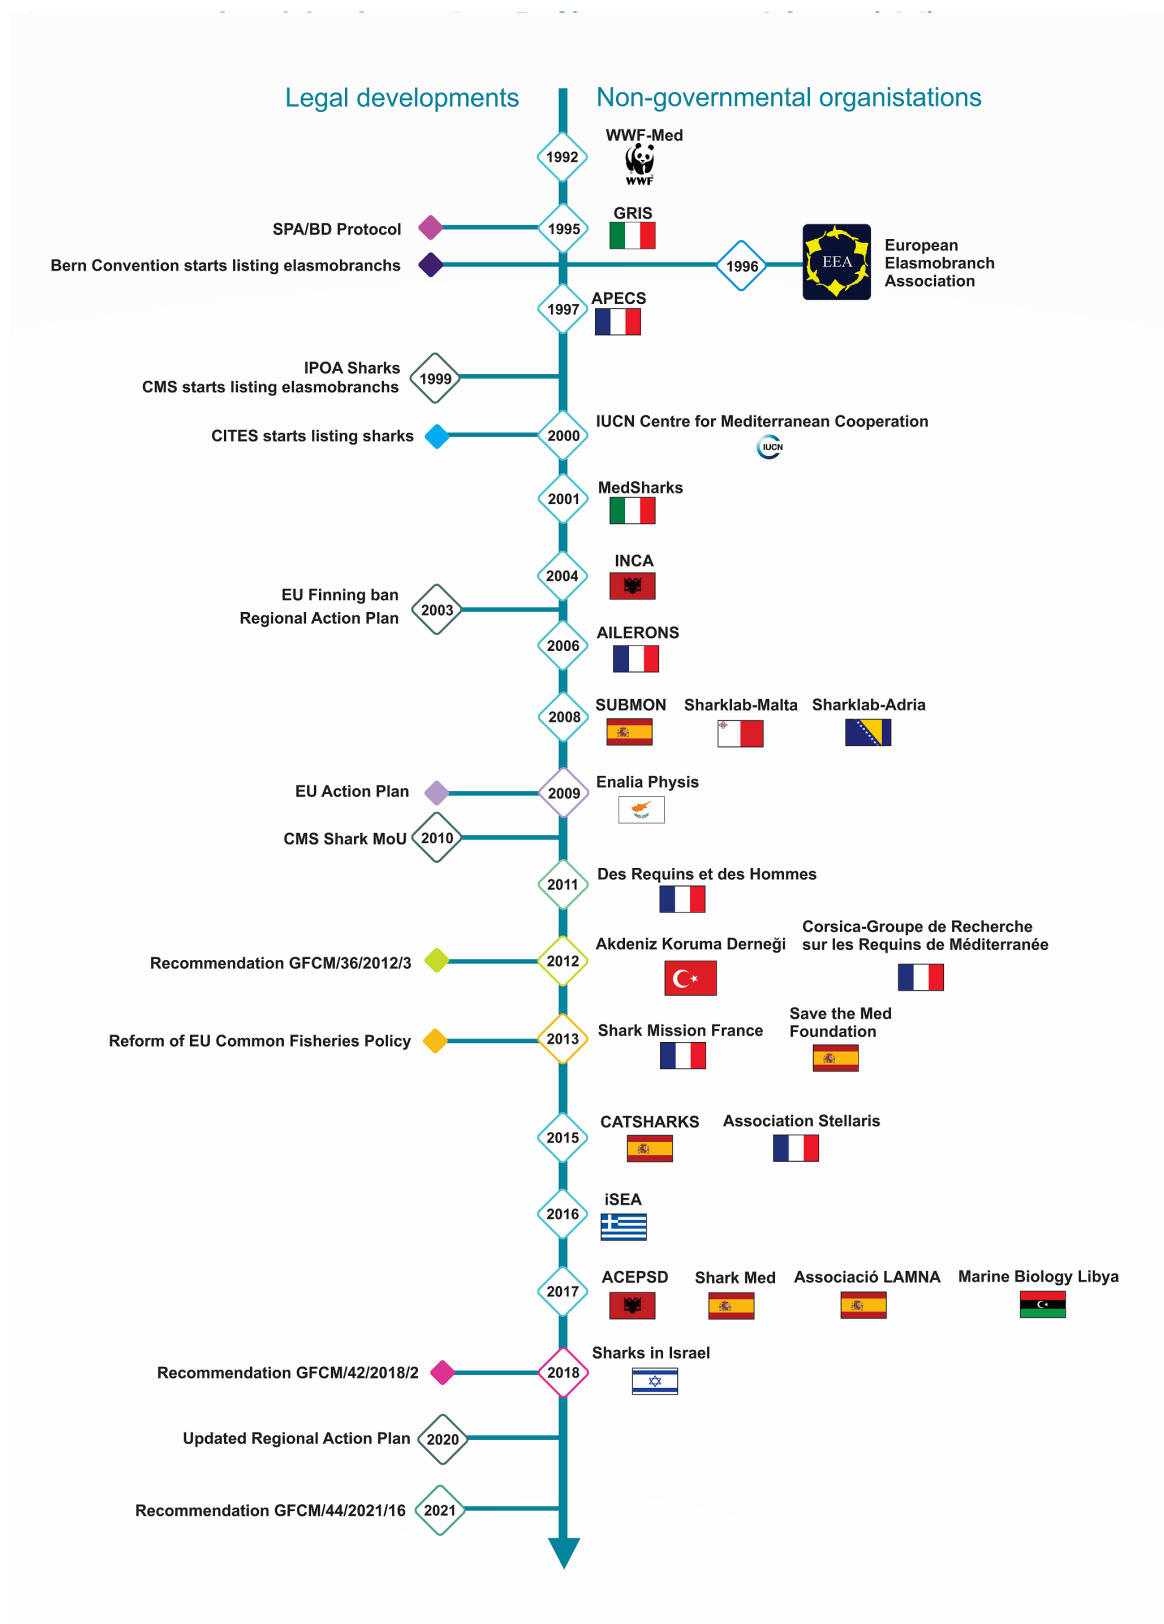 Legal developments
Non-governmental organistations
WWF-Med
1992
WWF
GRIS
SPA/BD Protocol
1995
European
Elasmobranch
Association
EEA
Bern Convention starts listing elasmobranchs
1996
APECS
1997
IPOA Sharks
CMS starts listing elasmobranchs
1999
IUCN Centre for Mediterranean Cooperation
CITES starts listing sharks
2000
IUCN
MedSharks
2001
INCA
2004
EU Finning ban
Regional Action Plan
2003
AILERONS
2006
SUBMON
Sharklab-Malta
Sharklab-Adria
2008
Enalia Physis
EU Action Plan
2009
CMS Shark MoU
2010
Des Requins et des Hommes
2011
Corsica-Groupe de Recherche
sur les Requins de Méditerranée
Akdeniz Koruma Derneği
Recommendation GFCM/36/2012/3
2012
Save the Med
Foundation
Shark Mission France
Reform of EU Common Fisheries Policy
2013
CATSHARKS
Association Stellaris
2015
iSEA
2016
ACEPSD
Shark Med
Associació LAMNA
Marine Biology Libya
2017
Sharks in Israel
Recommendation GFCM/42/2018/2
2018
Updated Regional Action Plan
2020
Recommendation GFCM/44/2021/16
2021